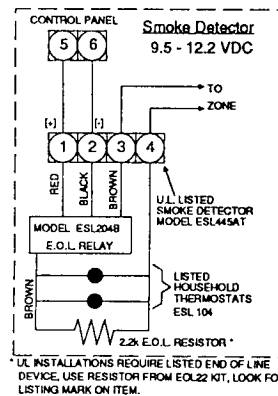 CONTROL PANEL
Smoke Detector
9.5 - 12.2 VDC
5 6
TO
ZONE
[+] [-]
1 2 3 4
RED
BLACK
BROWN
U.L. LISTED
SMOKE DETECTOR
MODEL ESL445AT
MODEL ESL204B
E.O.L. RELAY
BROWN
LISTED
HOUSEHOLD
THERMOSTATS
ESL 104
2.2k E.O.L. RESISTOR *
* UL INSTALLATIONS REQUIRE LISTED END OF LINE
DEVICE, USE RESISTOR FROM EOL22 KIT, LOOK FO
LISTING MARK ON ITEM.